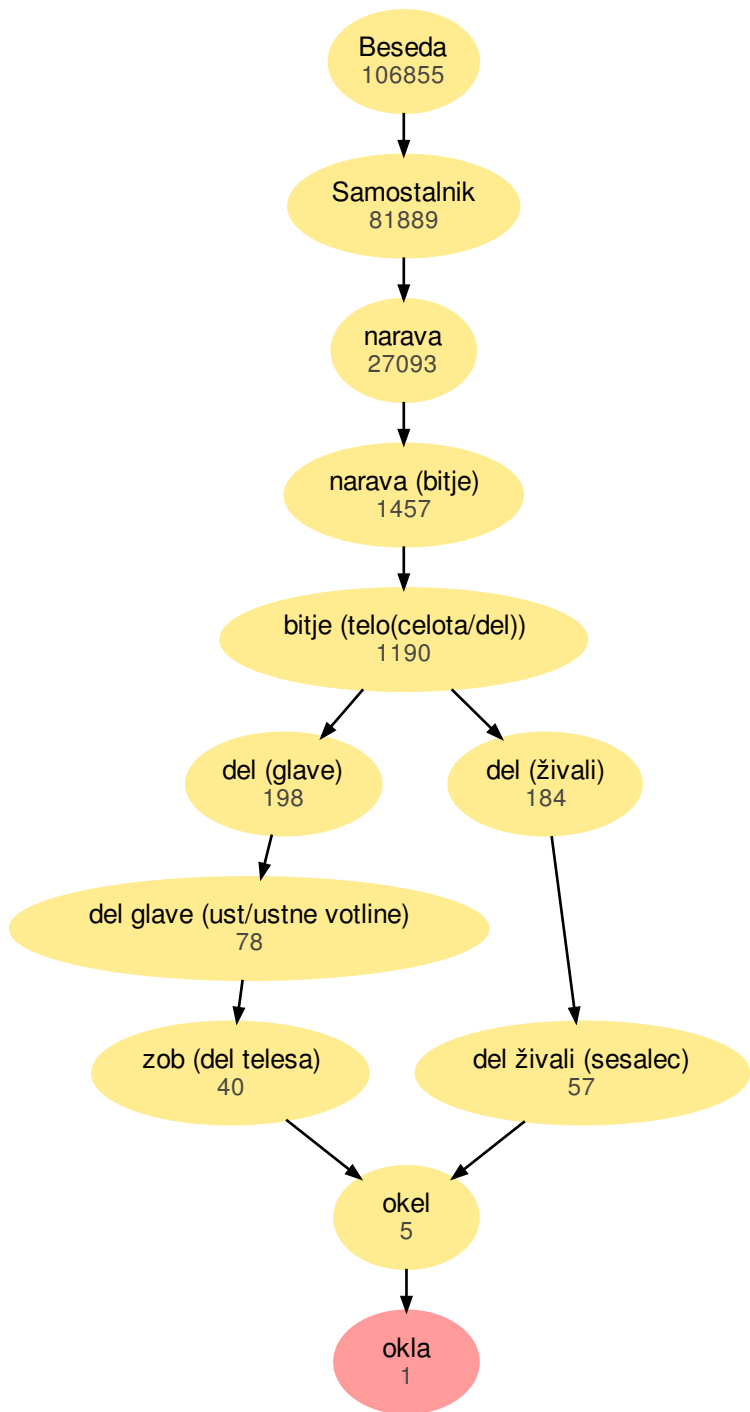 Beseda
106855
Samostalnik
81889
narava
27093
narava (bitje)
1457
bitje (telo(celota/del))
1190
del (glave)
198
del (živali)
184
del glave (ust/ustne votline)
78
zob (del telesa)
40
del živali (sesalec)
57
okel
5
okla
1